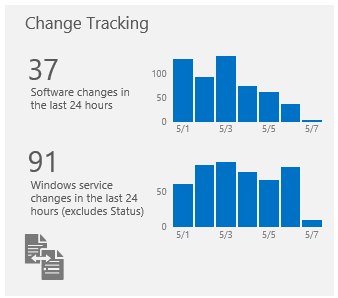 Change Tracking
37
Software changes in
the last 24 hours
100
50
0
5/1 5/3 5/5 5/7
91
Windows service
changes in the last 24
hours (excludes Status)
50
0
5/1 5/3 5/5 5/7